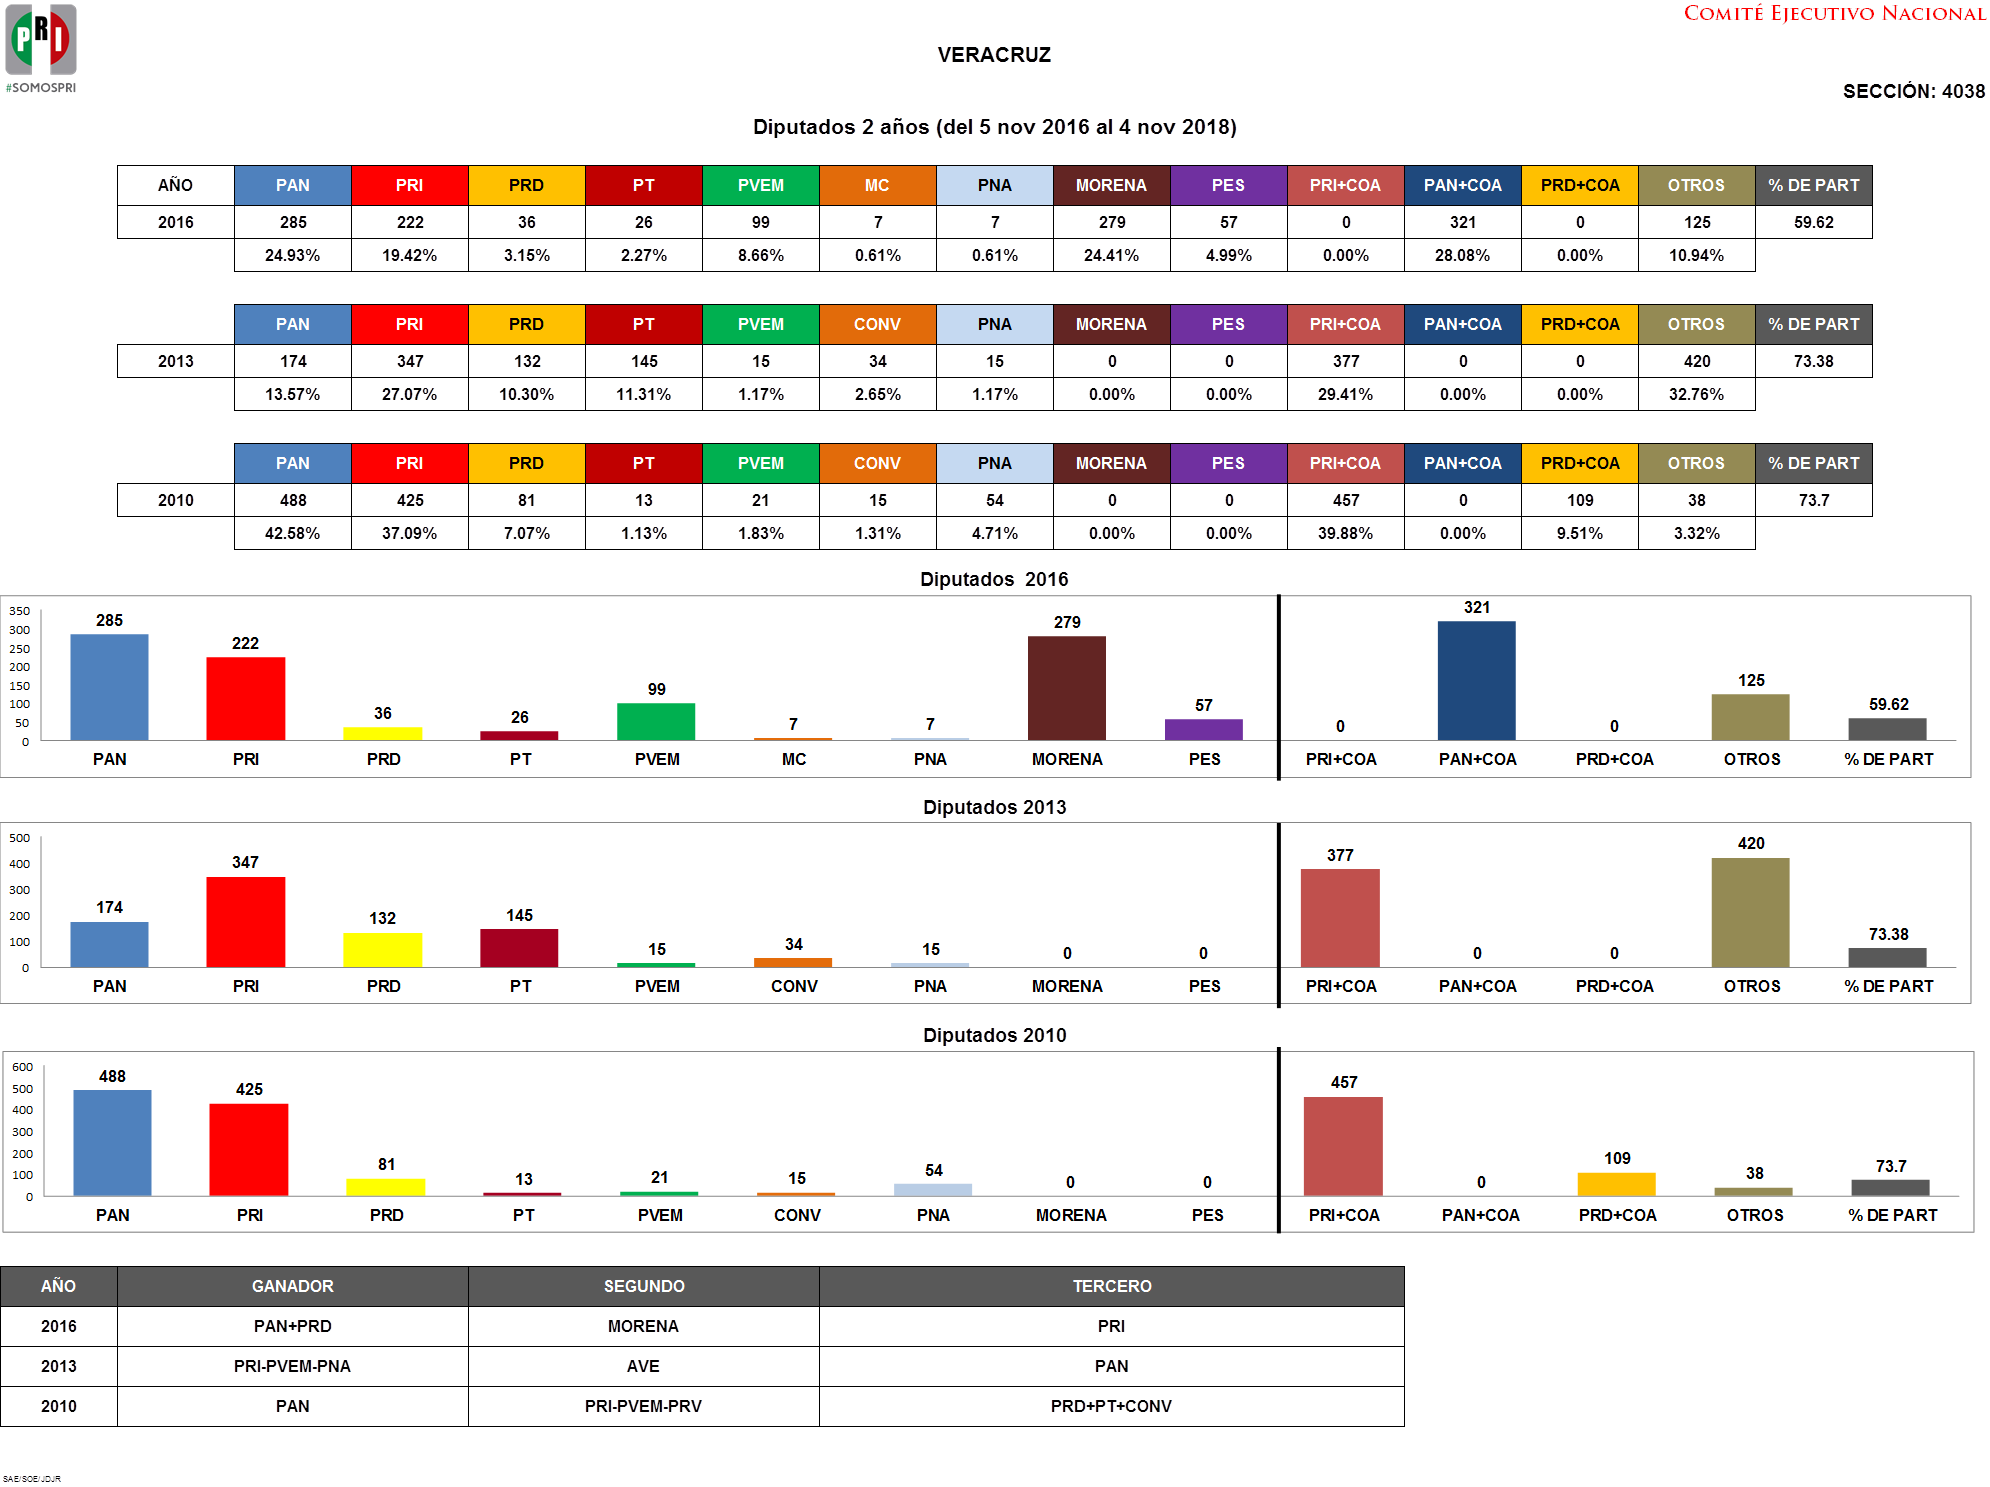 COMITÉ EJECUTIVO NACIONAL
PRI
#SOMOSPRI
VERACRUZ
SECCIÓN: 4038
Diputados 2 años (del 5 nov 2016 al 4 nov 2018)
AÑO PAN PRI PRD PT PVEM MC PNA MORENA PES PRI+COA PAN+COA PRD+COA OTROS % DE PART
2016 285 222 36 26 99 7 7 279 57 0 321 0 125 59.62
24.93% 19.42% 3.15% 2.27% 8.66% 0.61% 0.61% 24.41% 4.99% 0.00% 28.08% 0.00% 10.94%
PAN PRI PRD PT PVEM CONV PNA MORENA PES PRI+COA PAN+COA PRD+COA OTROS % DE PART
2013 174 347 132 145 15 34 15 0 0 377 0 0 420 73.38
13.57% 27.07% 10.30% 11.31% 1.17% 2.65% 1.17% 0.00% 0.00% 29.41% 0.00% 0.00% 32.76%
PAN PRI PRD PT PVEM CONV PNA MORENA PES PRI+COA PAN+COA PRD+COA OTROS % DE PART
2010 488 425 81 13 21 15 54 0 0 457 0 109 38 73.7
42.58% 37.09% 7.07% 1.13% 1.83% 1.31% 4.71% 0.00% 0.00% 39.88% 0.00% 9.51% 3.32%
Diputados  2016
350
300
250
200
150
100
50
0
285 222 36 26 99 7 7 279 57 0 321 0 125 59.62
PAN PRI PRD PT PVEM MC PNA MORENA PES PRI+COA PAN+COA PRD+COA OTROS % DE PART
Diputados 2013
500
400
300
200
100
0
174 347 132 145 15 34 15 0 0 377 0 0 420 73.38
PAN PRI PRD PT PVEM CONV PNA MORENA PES PRI+COA PAN+COA PRD+COA OTROS % DE PART
Diputados 2010
600
500
400
300
200
100
0
488 425 81 13 21 15 54 0 0 457 0 109 38 73.7
PAN PRI PRD PT PVEM CONV PNA MORENA PES PRI+COA PAN+COA PRD+COA OTROS % DE PART
AÑO GANADOR SEGUNDO TERCERO
2016 PAN+PRD MORENA PRI
2013 PRI-PVEM-PNA AVE PAN
2010 PAN PRI-PVEM-PRV PRD+PT+CONV
SAE/SOE/JDJR